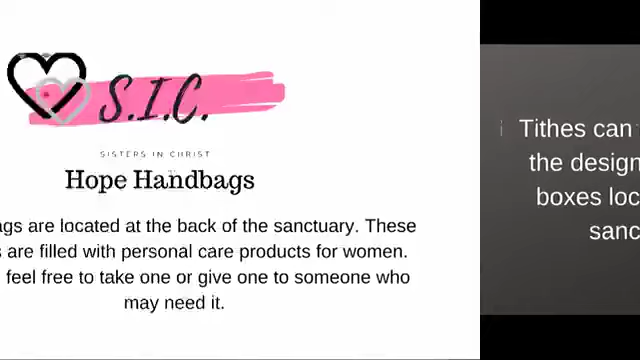 S.I.C.
SISTERS IN CHRIST
Hope Handbags
ags are located at the back of the sanctuary. These
s are filled with personal care products for women.
feel free to take one or give one to someone who
may need it.
Tithes can
the design
boxes loc
sanc